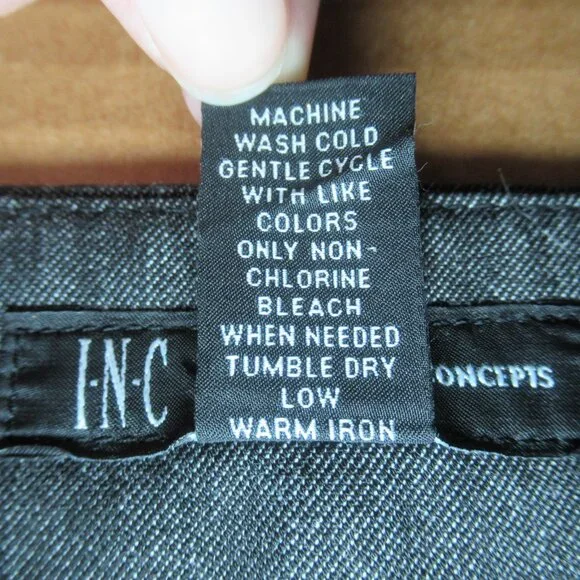 MACHINE
WASH COLD
GENTLE CYCLE
WITH LIKE
COLORS
ONLY NON-
CHLORINE
BLEACH
WHEN NEEDED
TUMBLE DRY
LOW
WARM IRON
I·N·C
ONCEPTS